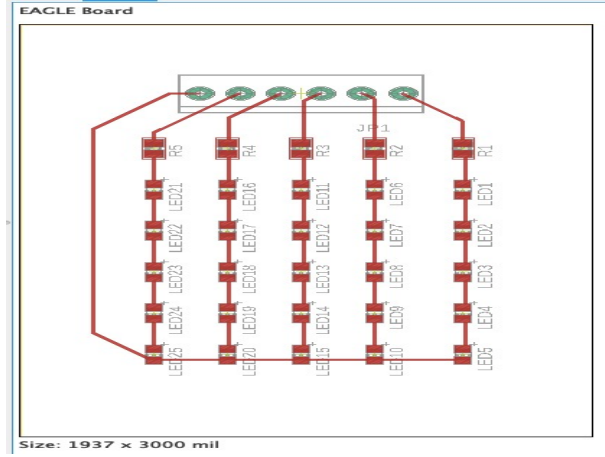 EAGLE Board
JP1
R5 R4 R3 R2 R1
LED21 LED16 LED11 LED6 LED1
LED22 LED17 LED12 LED7 LED2
LED23 LED18 LED13 LED8 LED3
LED24 LED19 LED14 LED9 LED4
LED25 LED20 LED15 LED10 LED5
Size: 1937 x 3000 mil